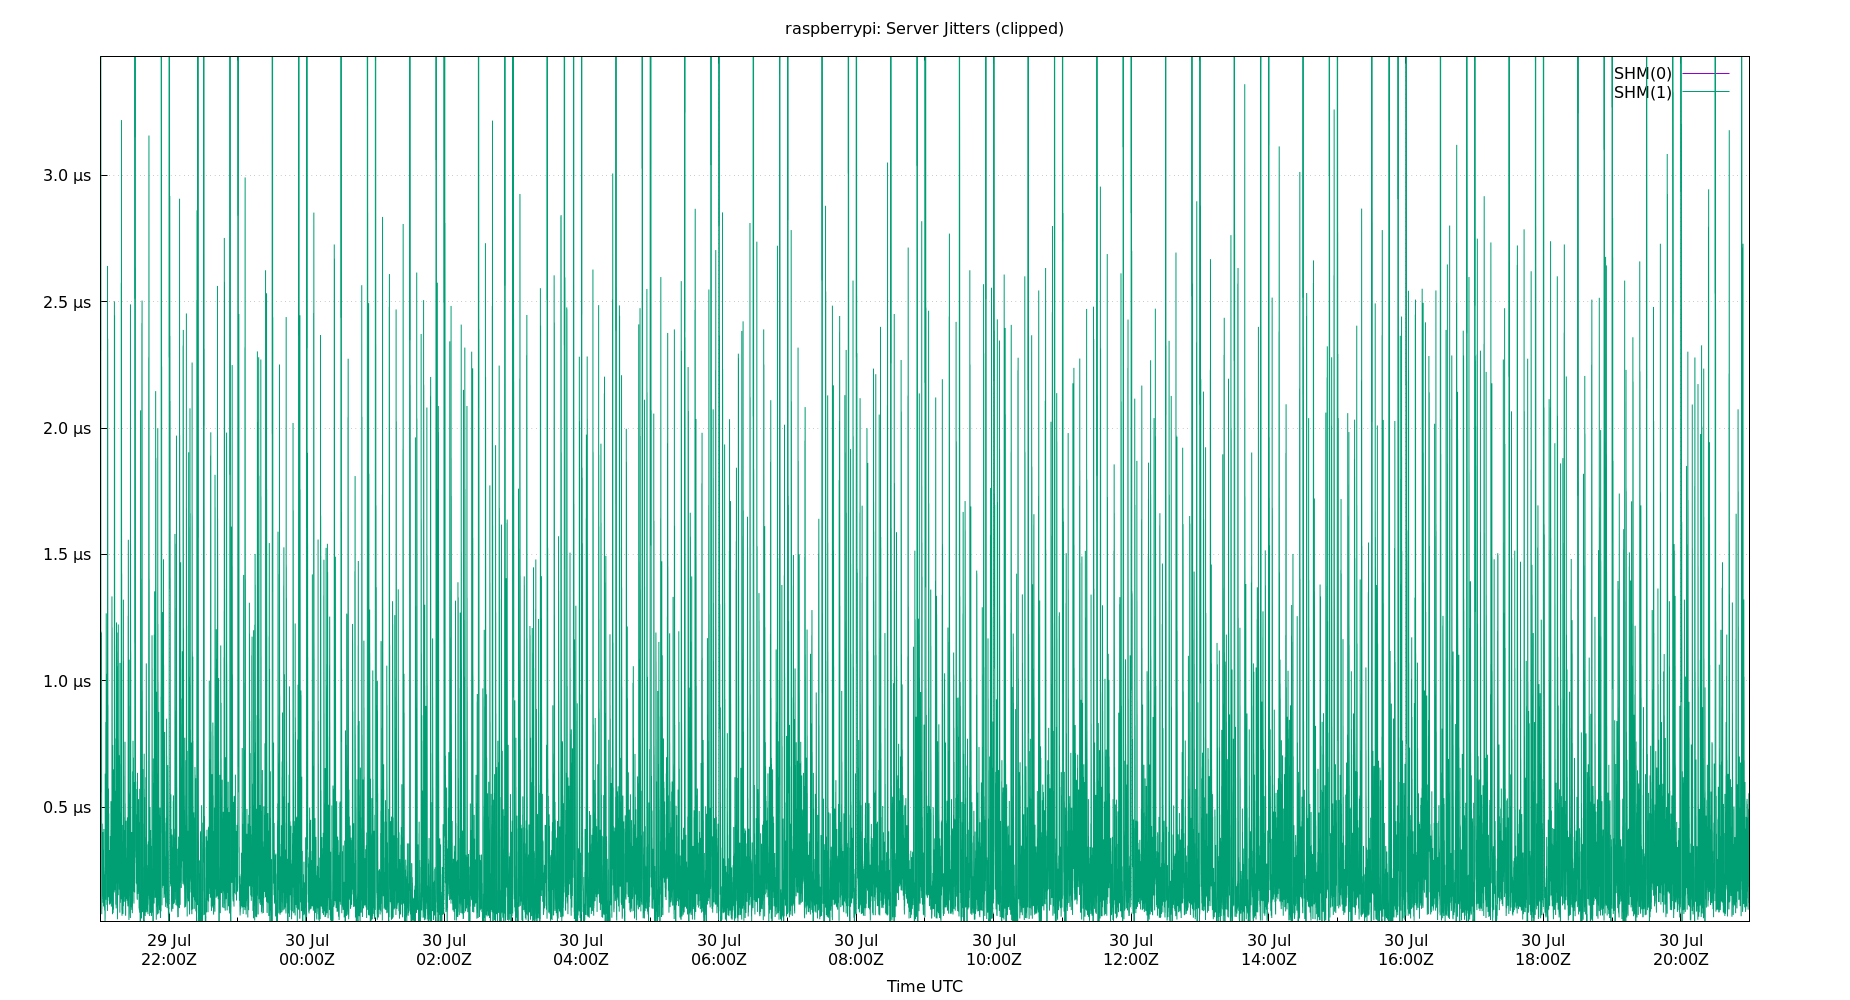 raspberrypi: Server Jitters (clipped)
SHM(0)
SHM(1)
3.0 µs
2.5 µs
2.0 µs
1.5 µs
1.0 µs
0.5 µs
29 Jul 30 Jul 30 Jul 30 Jul 30 Jul 30 Jul 30 Jul 30 Jul 30 Jul 30 Jul 30 Jul 30 Jul
22:00Z 00:00Z 02:00Z 04:00Z 06:00Z 08:00Z 10:00Z 12:00Z 14:00Z 16:00Z 18:00Z 20:00Z
Time UTC